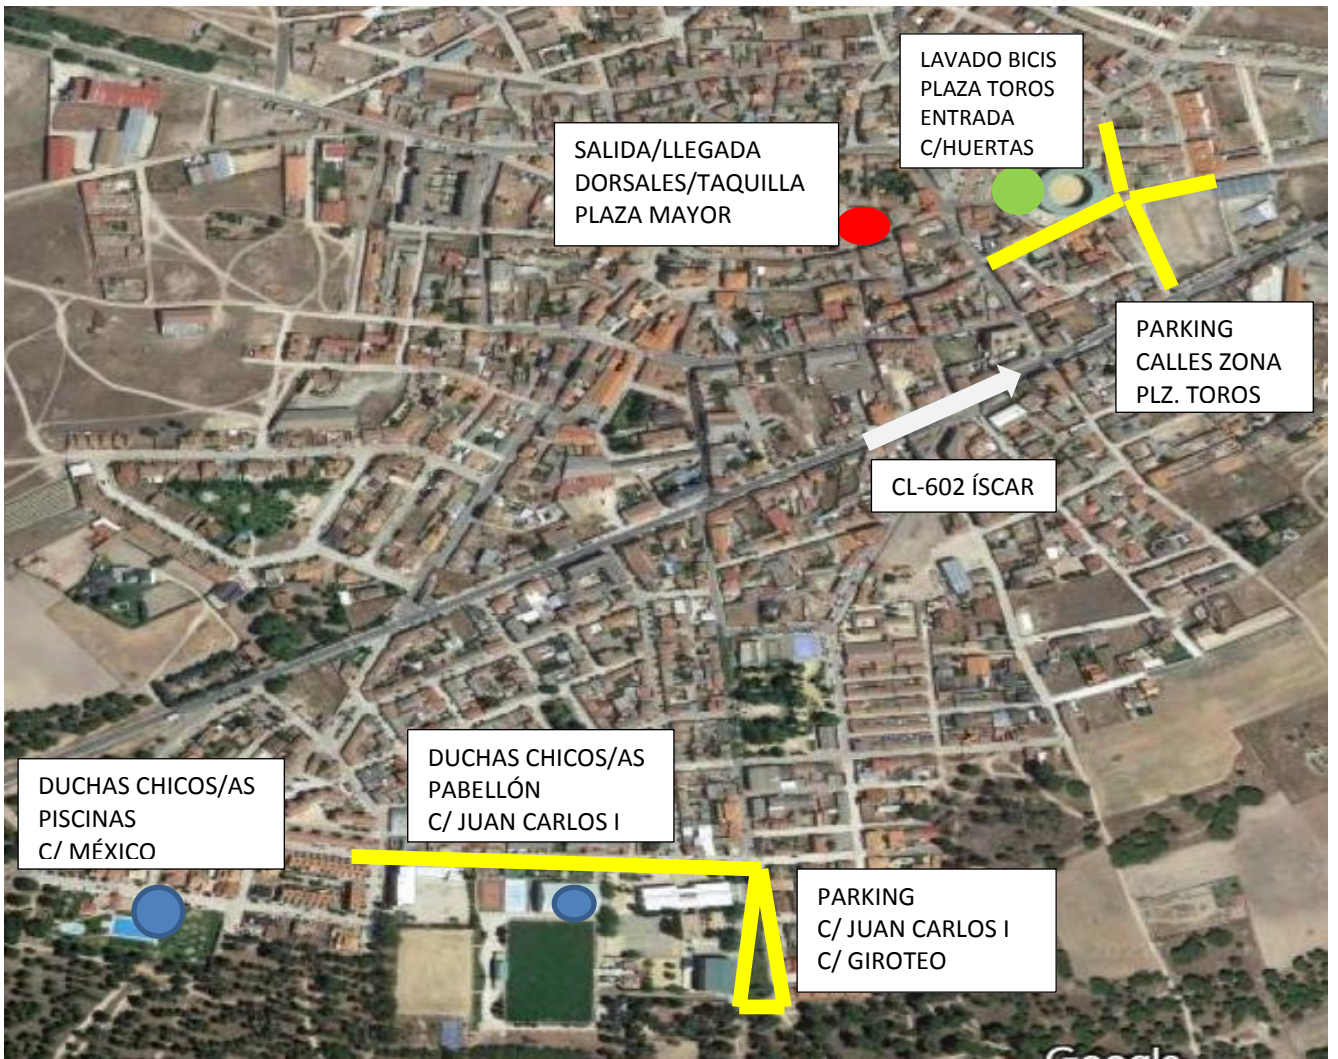 LAVADO BICIS
PLAZA TOROS
ENTRADA
C/HUERTAS
SALIDA/LLEGADA
DORSALES/TAQUILLA
PLAZA MAYOR
PARKING
CALLES ZONA
PLZ. TOROS
CL-602 ÍSCAR
DUCHAS CHICOS/AS
PABELLÓN
C/ JUAN CARLOS I
DUCHAS CHICOS/AS
PISCINAS
C/ MÉXICO
PARKING
C/ JUAN CARLOS I
C/ GIROTEO
Google